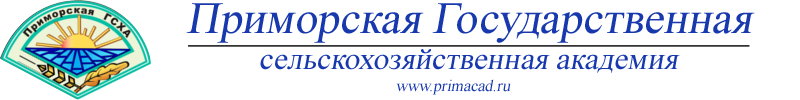 Приморская ГСХА
Приморская Государственная
сельскохозяйственная академия
www.primacad.ru